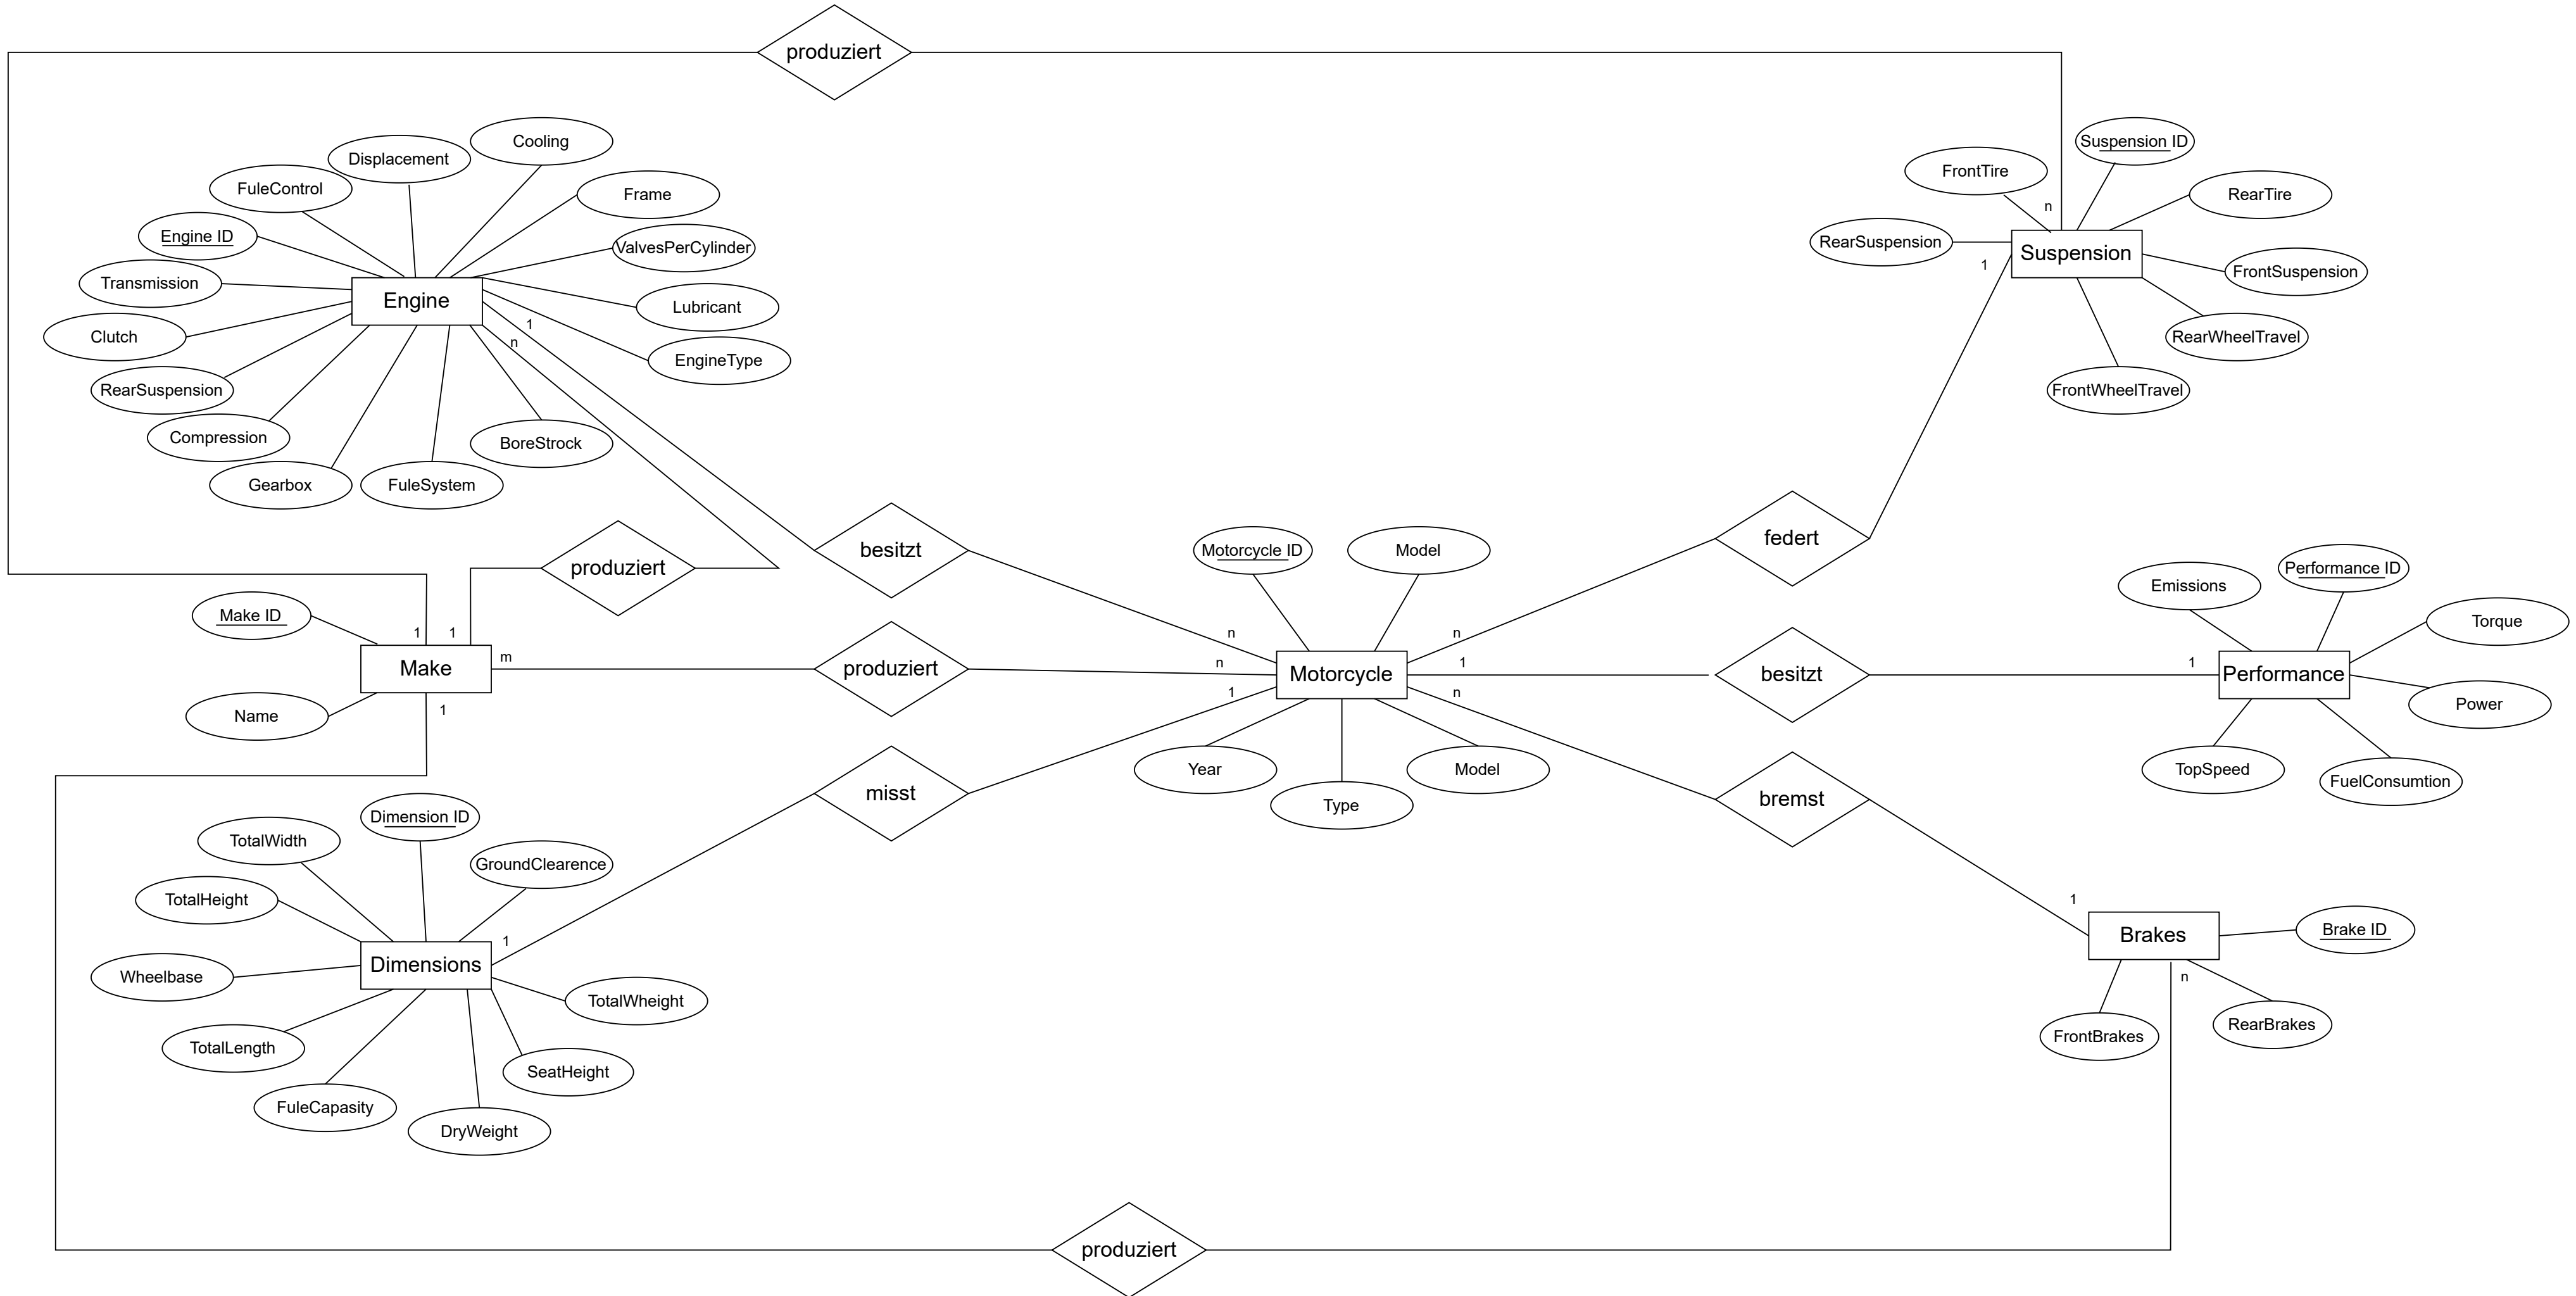 produziert
Cooling
Displacement
FuleControl
Frame
Engine ID
ValvesPerCylinder
Transmission
Engine
Lubricant
Clutch
1
n
EngineType
RearSuspension
Compression
BoreStrock
Gearbox
FuleSystem
Suspension ID
FrontTire
n
RearTire
RearSuspension
Suspension
1
FrontSuspension
RearWheelTravel
FrontWheelTravel
besitzt
produziert
federt
Motorcycle ID
Model
Make ID
1
1
Make
m
Name
1
produziert
n
n
1
Motorcycle
n
1
n
Year
Type
Model
besitzt
1
Performance
Emissions
Performance ID
Torque
Power
TopSpeed
FuelConsumtion
misst
bremst
Dimension ID
TotalWidth
GroundClearence
TotalHeight
1
Wheelbase
Dimensions
TotalWheight
TotalLength
SeatHeight
FuleCapasity
DryWeight
1
Brakes
Brake ID
n
FrontBrakes
RearBrakes
produziert